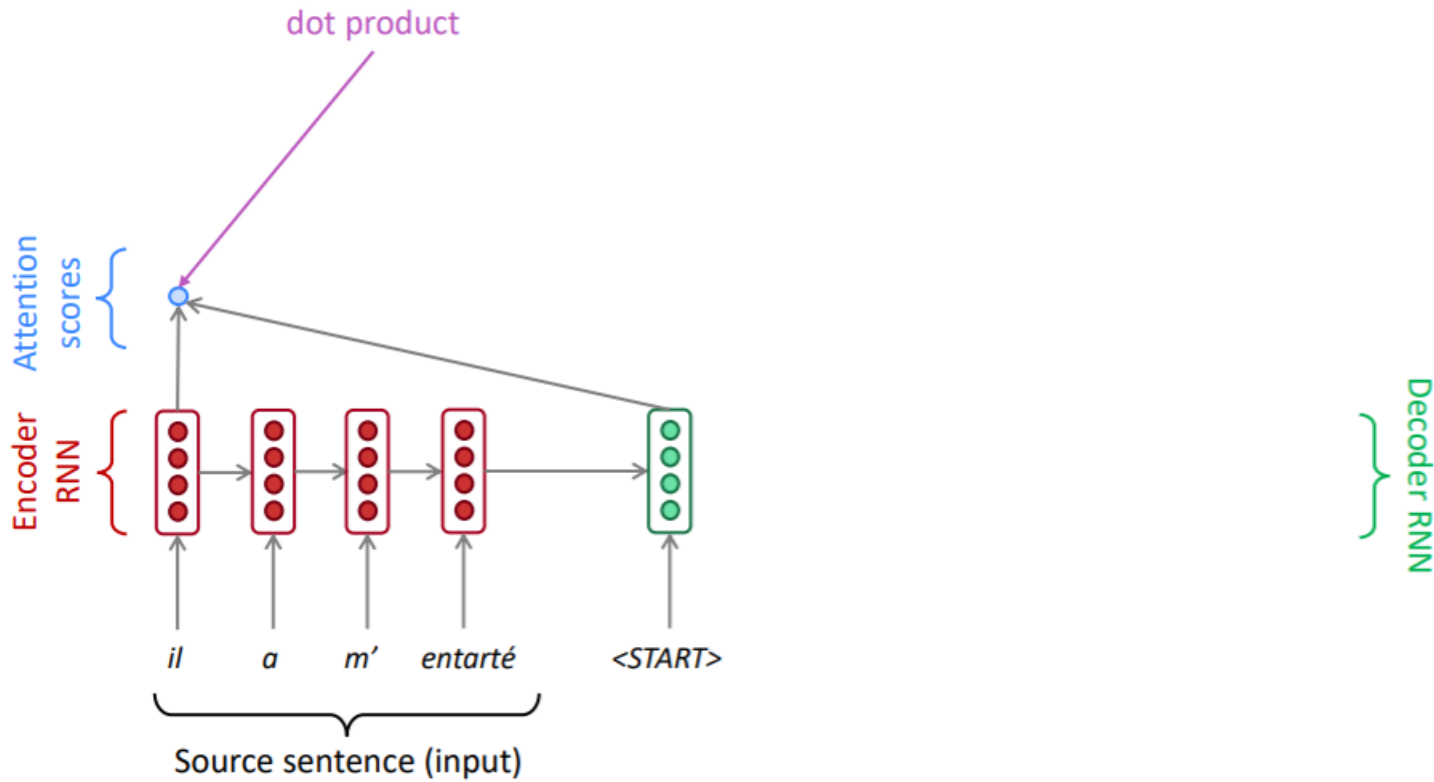 dot product
Attention
scores
Encoder
RNN
Decoder RNN
il a m’ entarté <START>
Source sentence (input)